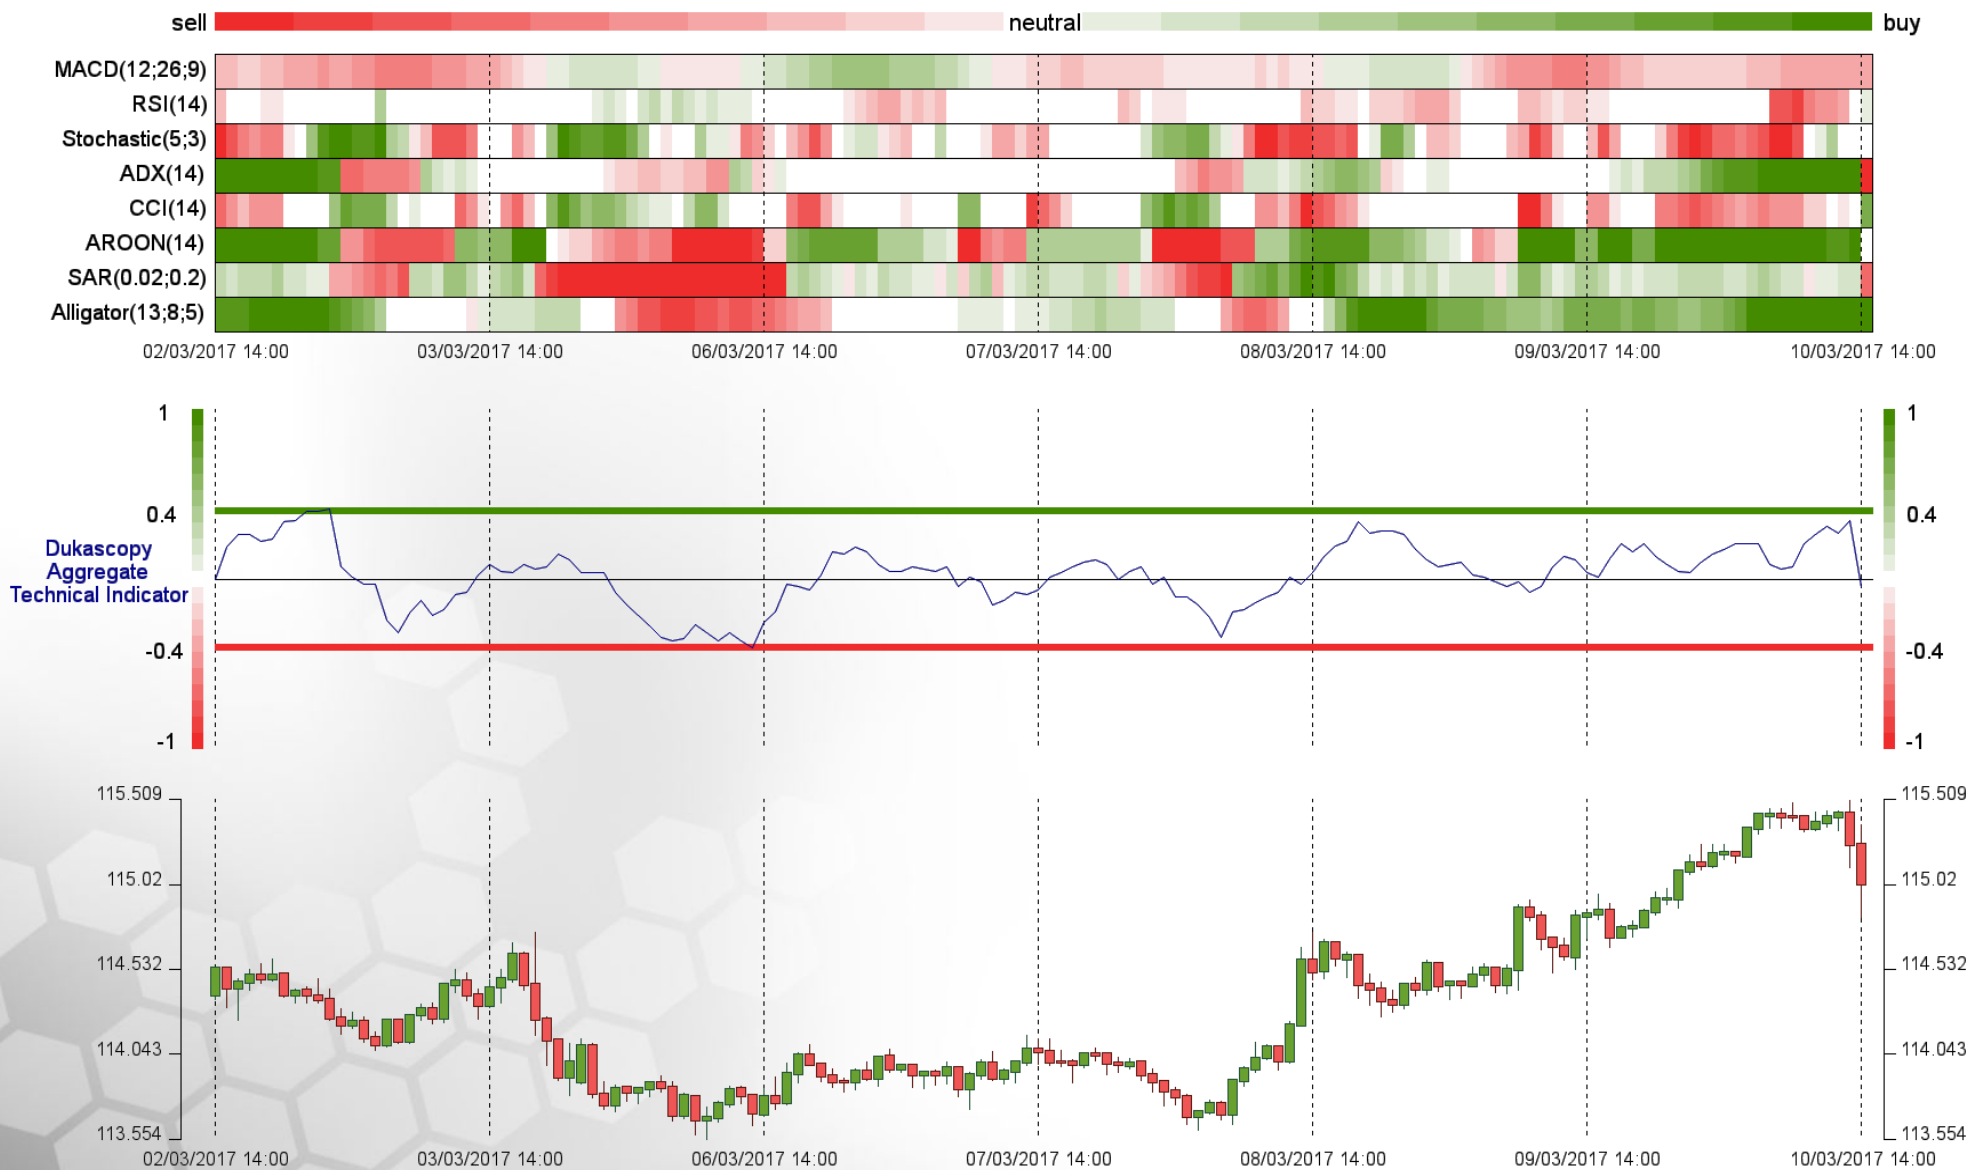 sell neutral buy
MACD(12;26;9)
RSI(14)
Stochastic(5;3)
ADX(14)
CCI(14)
AROON(14)
SAR(0.02;0.2)
Alligator(13;8;5)
02/03/2017 14:00 03/03/2017 14:00 06/03/2017 14:00 07/03/2017 14:00 08/03/2017 14:00 09/03/2017 14:00 10/03/2017 14:00
1 1
0.4 0.4
Dukascopy
Aggregate
Technical Indicator
-0.4 -0.4
-1 -1
115.509 115.509
115.02 115.02
114.532 114.532
114.043 114.043
113.554 113.554
02/03/2017 14:00 03/03/2017 14:00 06/03/2017 14:00 07/03/2017 14:00 08/03/2017 14:00 09/03/2017 14:00 10/03/2017 14:00